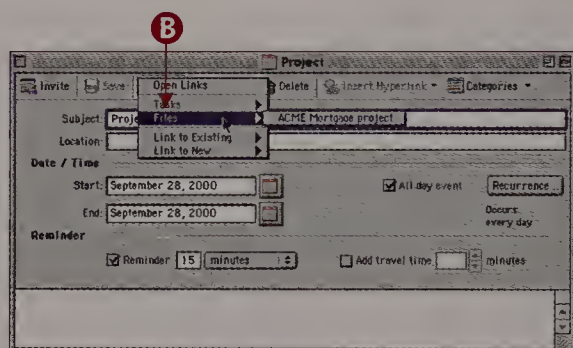 B
Project
Invite Save Open Links Delete Insert Hyperlink Categories
Tasks
Subject: Proje Files ACME Mortgage project
Location: Link to Existing
Link to New
Date / Time
Start: September 28, 2000 All-day event Recurrence...
End: September 28, 2000 Occurs:
every day
Reminder
Reminder 15 minutes Add travel time minutes